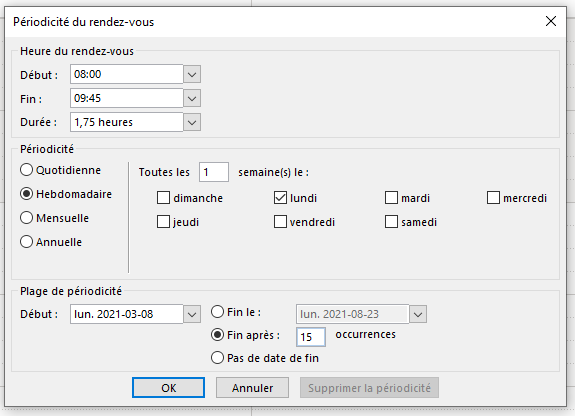 Périodicité du rendez-vous
Heure du rendez-vous
Début : 08:00
Fin : 09:45
Durée : 1,75 heures
Périodicité
Quotidienne Toutes les 1 semaine(s) le :
Hebdomadaire dimanche lundi mardi mercredi
Mensuelle jeudi vendredi samedi
Annuelle
Plage de périodicité
Début : lun. 2021-03-08 Fin le : lun. 2021-08-23
Fin après : 15 occurrences
Pas de date de fin
OK Annuler Supprimer la périodicité